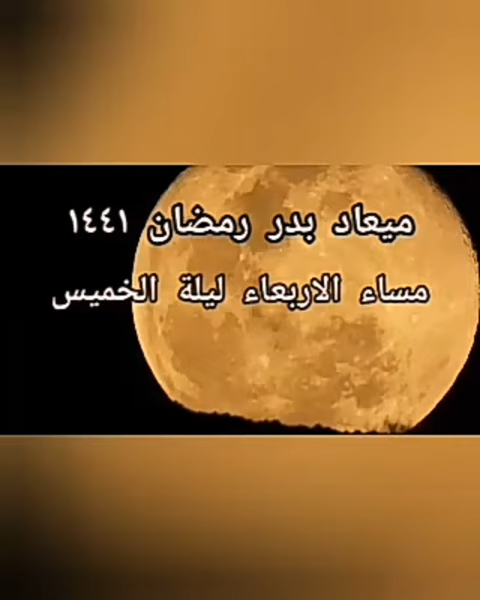 ميعاد بدر رمضان ١٤٤١
مساء الاربعاء ليلة الخميس